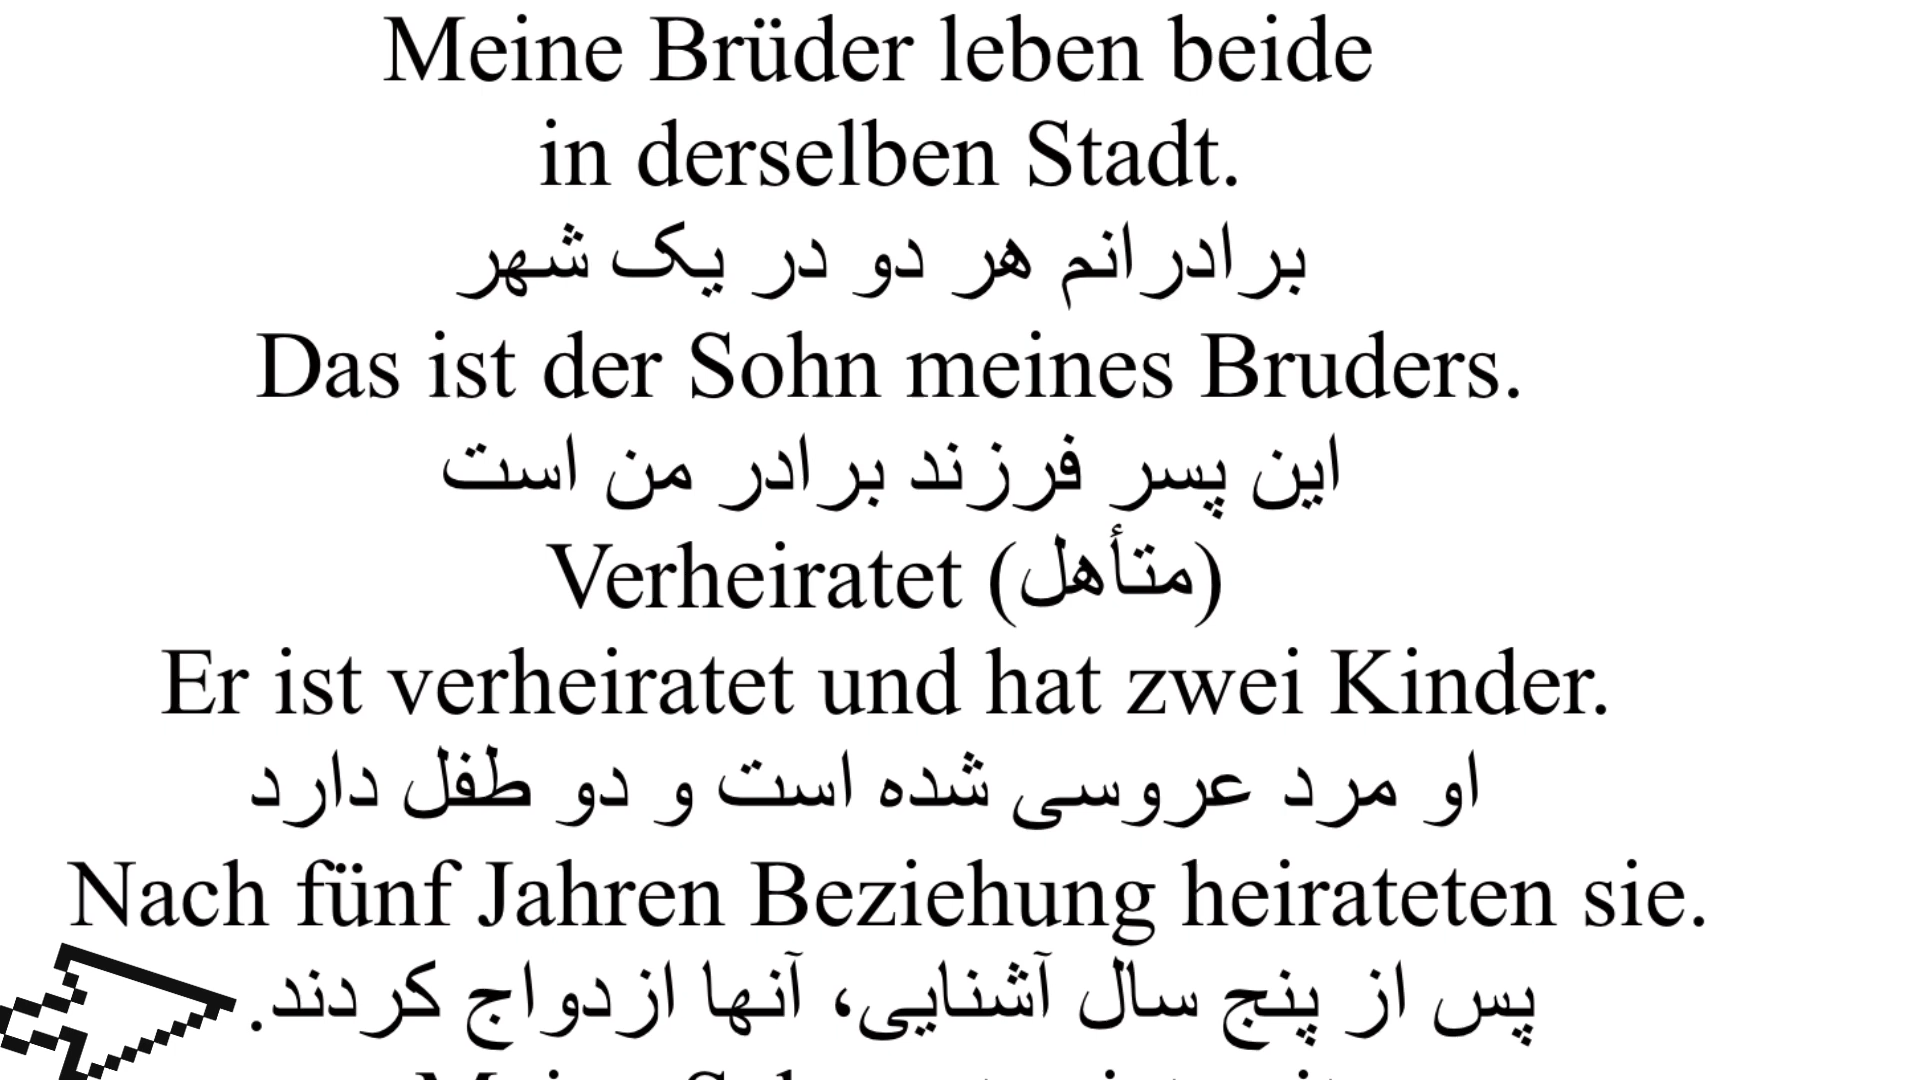 Meine Brüder leben beide
in derselben Stadt.
برادرانم هر دو در یک شهر
Das ist der Sohn meines Bruders.
این پسر فرزند برادر من است
Verheiratet (متأهل)
Er ist verheiratet und hat zwei Kinder.
او مرد عروسی شده است و دو طفل دارد
Nach fünf Jahren Beziehung heirateten sie.
پس از پنج سال آشنایی، آنها ازدواج کردند.